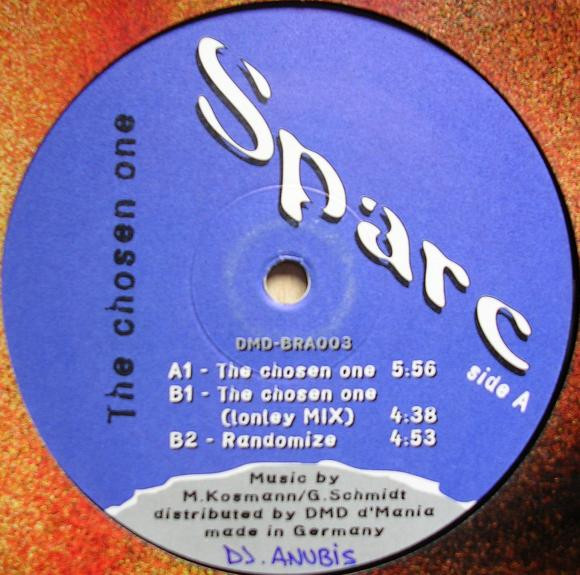 Sparc
The chosen one
side A
DMD-BRA003
A1 - The chosen one 5:56
B1 - The chosen one
(lonley MIX) 4:38
B2 - Randomize 4:53
Music by
M.Kosmann/G.Schmidt
distributed by DMD d'Mania
made in Germany
DJ. ANUBiS